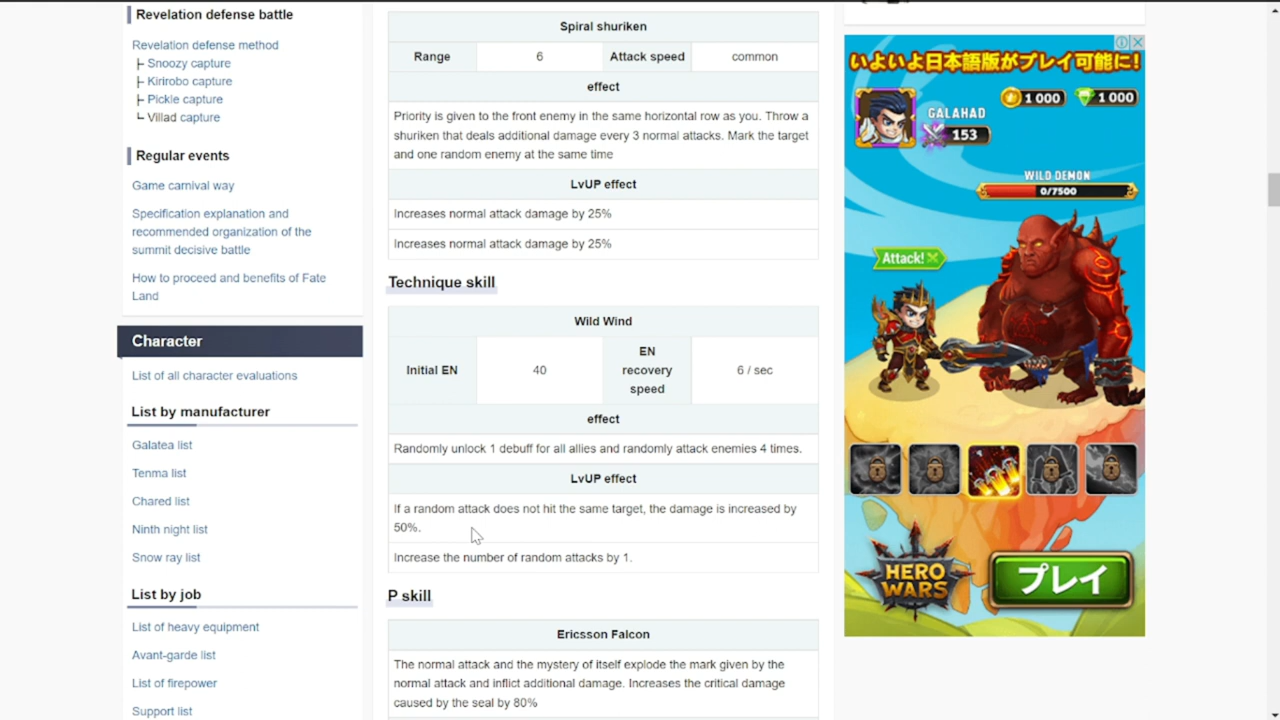 Revelation defense battle
Revelation defense method
├ Snoozy capture
├ Kirirobo capture
├ Pickle capture
└ Villad capture
Regular events
Game carnival way
Specification explanation and
recommended organization of the
summit decisive battle
How to proceed and benefits of Fate
Land
Character
List of all character evaluations
List by manufacturer
Galatea list
Tenma list
Chared list
Ninth night list
Snow ray list
List by job
List of heavy equipment
Avant-garde list
List of firepower
Support list
Spiral shuriken
Range 6 Attack speed common
effect
Priority is given to the front enemy in the same horizontal row as you. Throw a
shuriken that deals additional damage every 3 normal attacks. Mark the target
and one random enemy at the same time
LvUP effect
Increases normal attack damage by 25%
Increases normal attack damage by 25%
Technique skill
Wild Wind
Initial EN 40 EN recovery speed 6 / sec
effect
Randomly unlock 1 debuff for all allies and randomly attack enemies 4 times.
LvUP effect
If a random attack does not hit the same target, the damage is increased by
50%.
Increase the number of random attacks by 1.
P skill
Ericsson Falcon
The normal attack and the mystery of itself explode the mark given by the
normal attack and inflict additional damage. Increases the critical damage
caused by the seal by 80%
いよいよ日本語版がプレイ可能に!
1 000 1 000
GALAHAD
153
WILD DEMON
0/7500
Attack!
HERO
WARS
プレイ